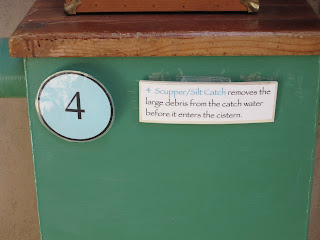 4
4 Scupper/Silt Catch removes the
large debris from the catch water
before it enters the cistern.